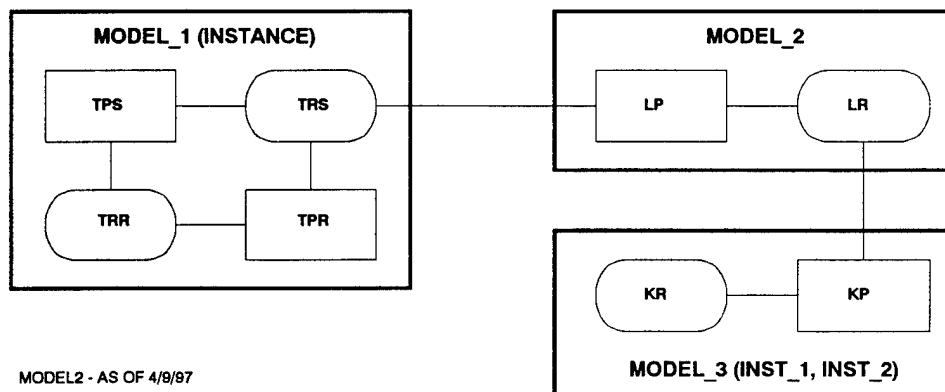 MODEL_1 (INSTANCE)
TPS
TRS
TRR
TPR
MODEL_2
LP
LR
KR
KP
MODEL_3 (INST_1, INST_2)
MODEL2 - AS OF 4/9/97